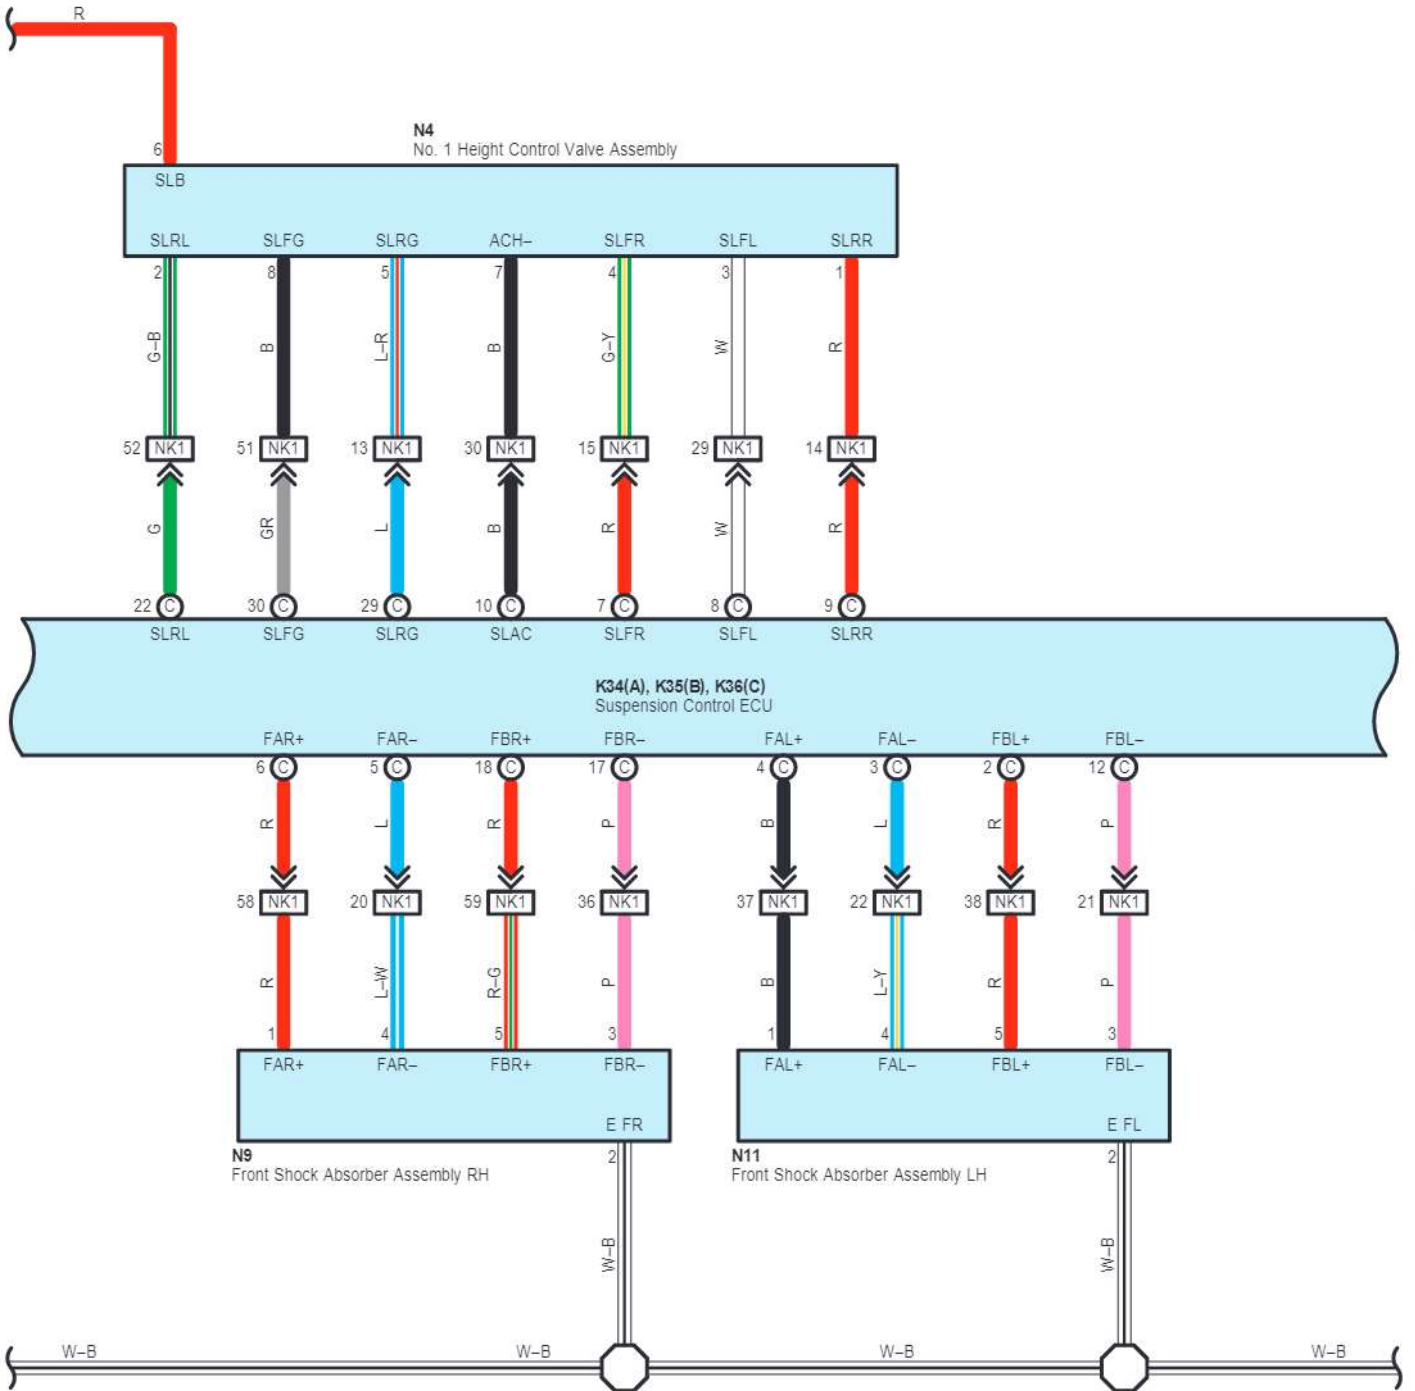 R
N4
No. 1 Height Control Valve Assembly
6
SLB
SLRL SLFG SLRG ACH– SLFR SLFL SLRR
2 8 5 7 4 3 1
G–B B L–R B G–Y W R
52 NK1 51 NK1 13 NK1 30 NK1 15 NK1 29 NK1 14 NK1
G GR L B R W R
22 C 30 C 29 C 10 C 7 C 8 C 9 C
SLRL SLFG SLRG SLAC SLFR SLFL SLRR
K34(A), K35(B), K36(C)
Suspension Control ECU
FAR+ FAR– FBR+ FBR– FAL+ FAL– FBL+ FBL–
6 C 5 C 18 C 17 C 4 C 3 C 2 C 12 C
R L R P B L R P
58 NK1 20 NK1 59 NK1 36 NK1 37 NK1 22 NK1 38 NK1 21 NK1
R L–W R–G P B L–Y R P
1 4 5 3 1 4 5 3
FAR+ FAR– FBR+ FBR– FAL+ FAL– FBL+ FBL–
E FR E FL
N9 2 N11 2
Front Shock Absorber Assembly RH Front Shock Absorber Assembly LH
W–B W–B
W–B W–B W–B W–B